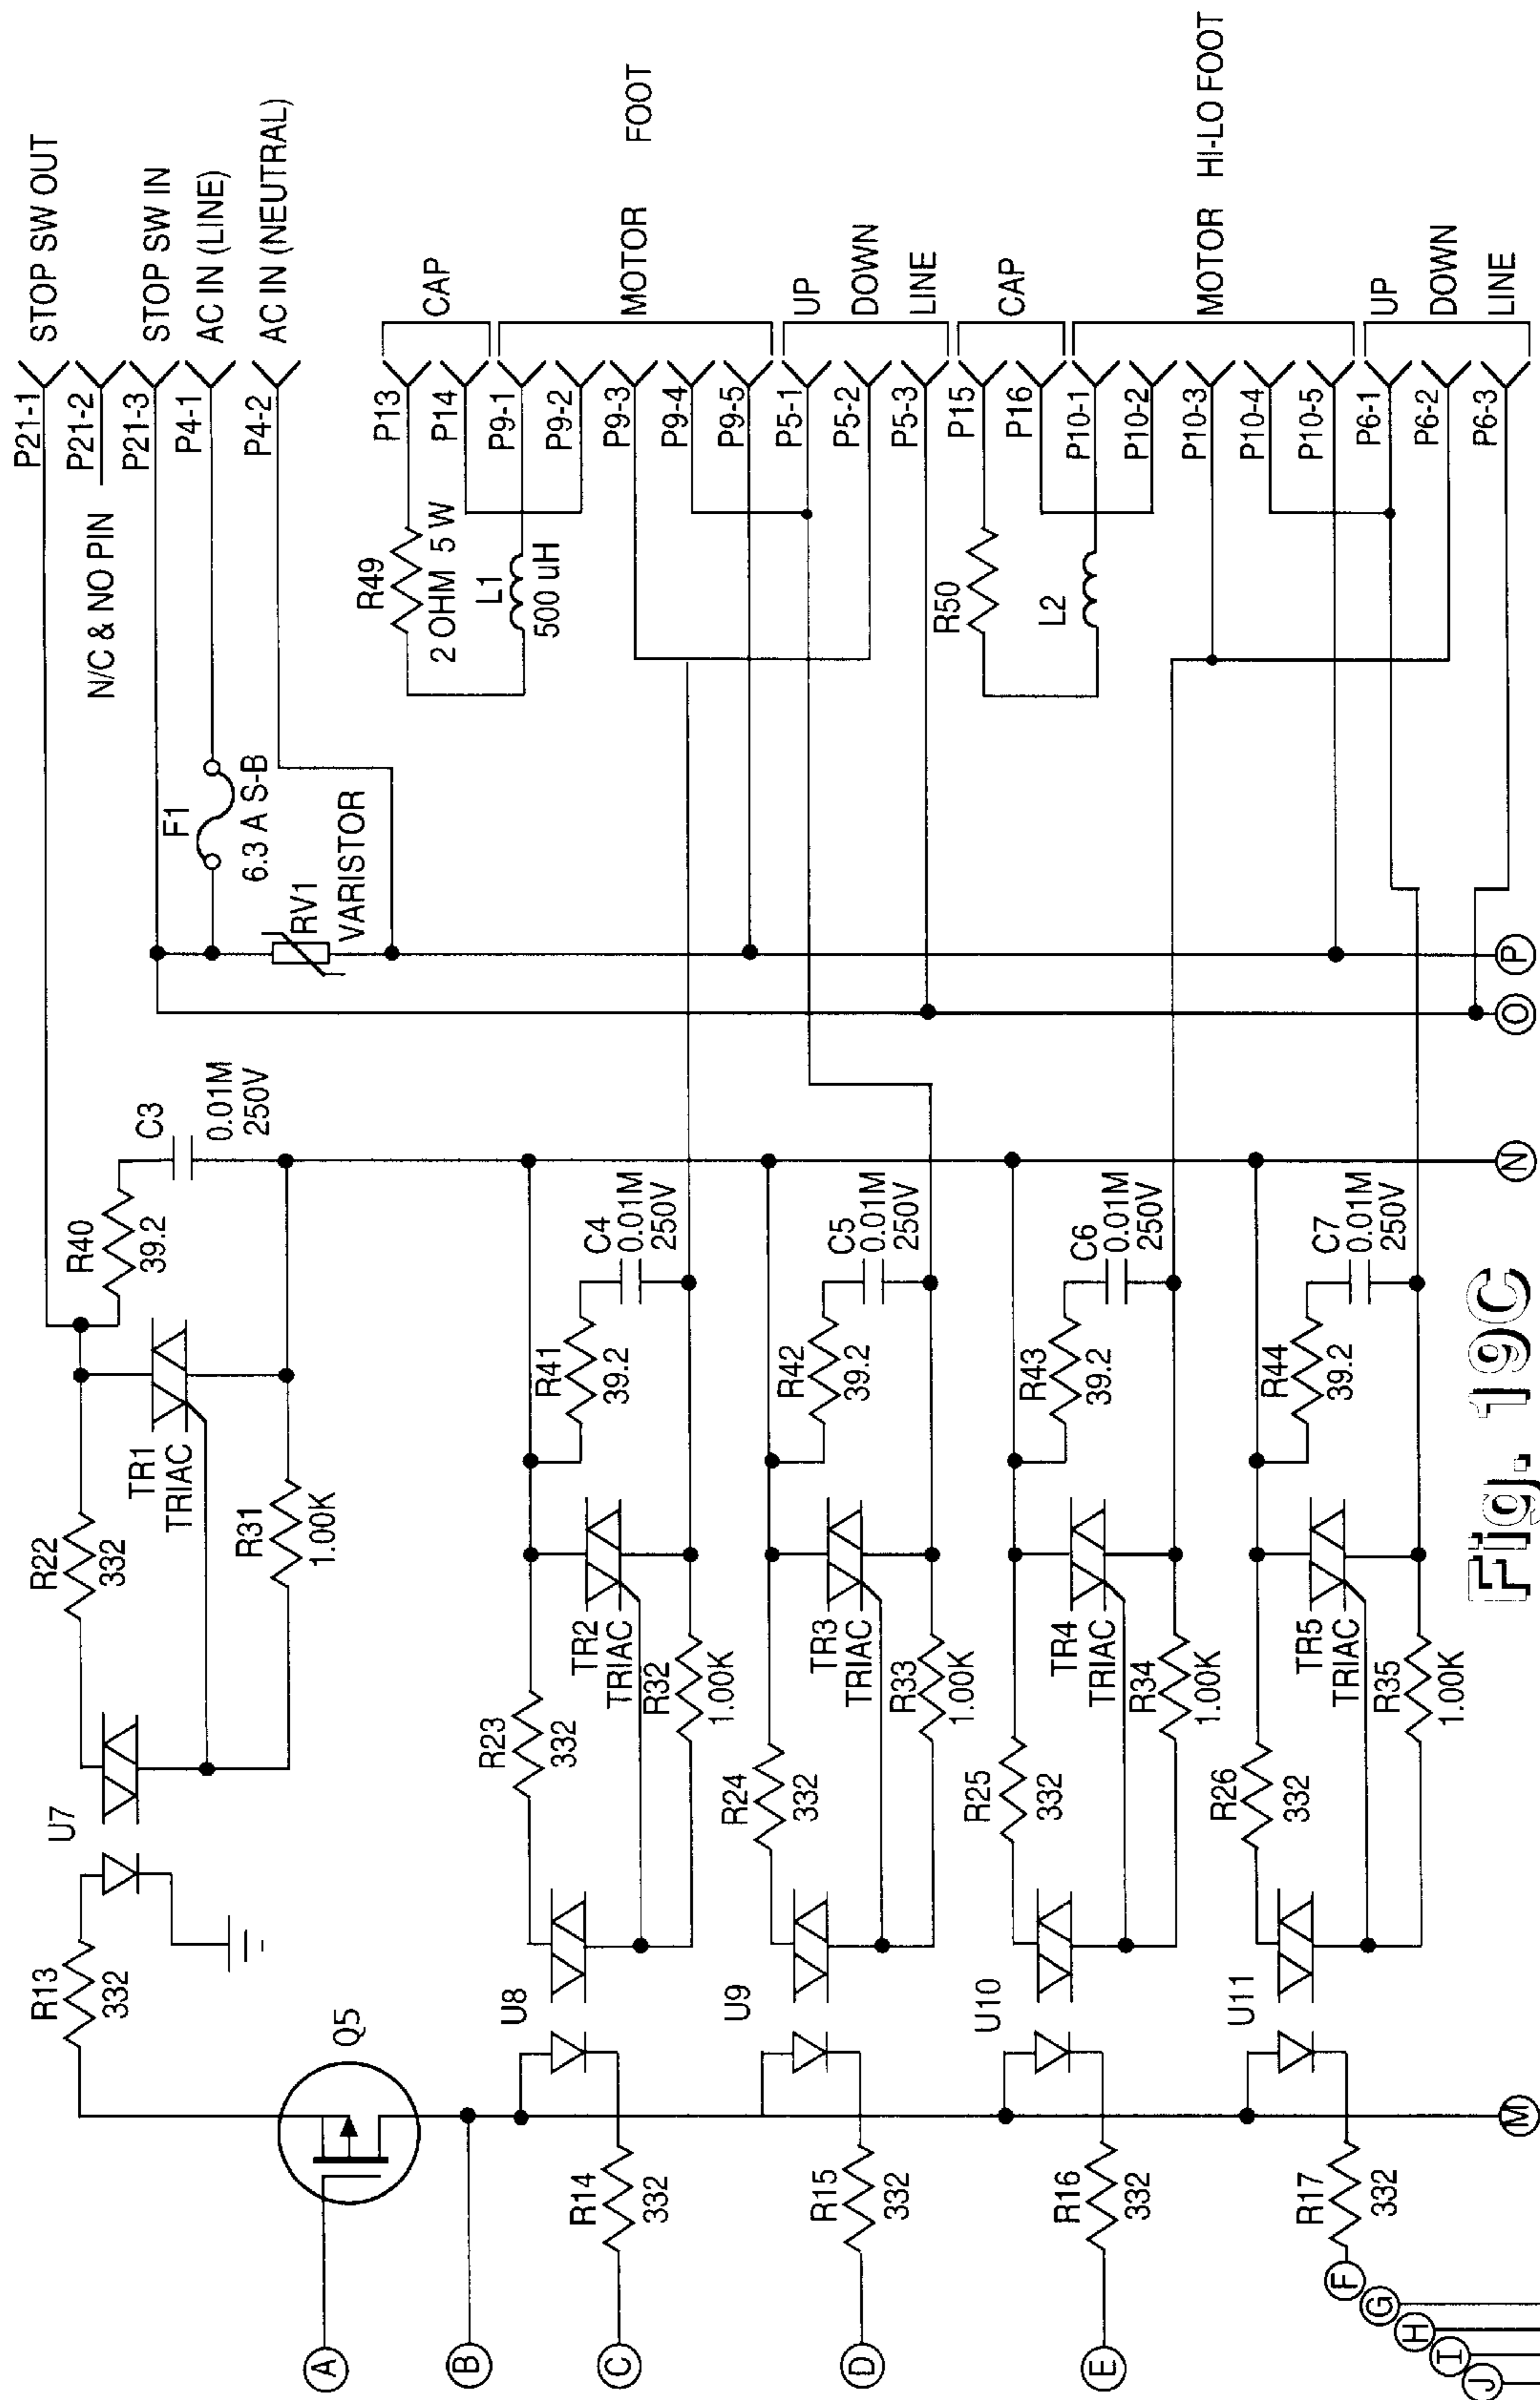 P21-1
STOP SW OUT
P21-2
N/C & NO PIN
P21-3
STOP SW IN
P4-1
AC IN (LINE)
P4-2
AC IN (NEUTRAL)
F1
6.3 A S-B
RV1
VARISTOR
R13
332
U7
R22
332
TR1
TRIAC
R31
1.00K
R40
39.2
C3
0.01M
250V
Q5
A
B
P13
P14
CAP
R49
2 OHM 5 W
L1
500 uH
P9-1
P9-2
P9-3
P9-4
P9-5
MOTOR FOOT
P5-1
UP
P5-2
DOWN
P5-3
LINE
C
R14
332
U8
R23
332
TR2
TRIAC
R32
1.00K
R41
39.2
C4
0.01M
250V
D
R15
332
U9
R24
332
TR3
TRIAC
R33
1.00K
R42
39.2
C5
0.01M
250V
P15
P16
CAP
R50
L2
P10-1
P10-2
P10-3
P10-4
P10-5
MOTOR HI-LO FOOT
P6-1
UP
P6-2
DOWN
P6-3
LINE
E
R16
332
U10
R25
332
TR4
TRIAC
R34
1.00K
R43
39.2
C6
0.01M
250V
F
R17
332
U11
R26
332
TR5
TRIAC
R35
1.00K
R44
39.2
C7
0.01M
250V
G
H
I
J
M
N
O
P
Fig. 19C